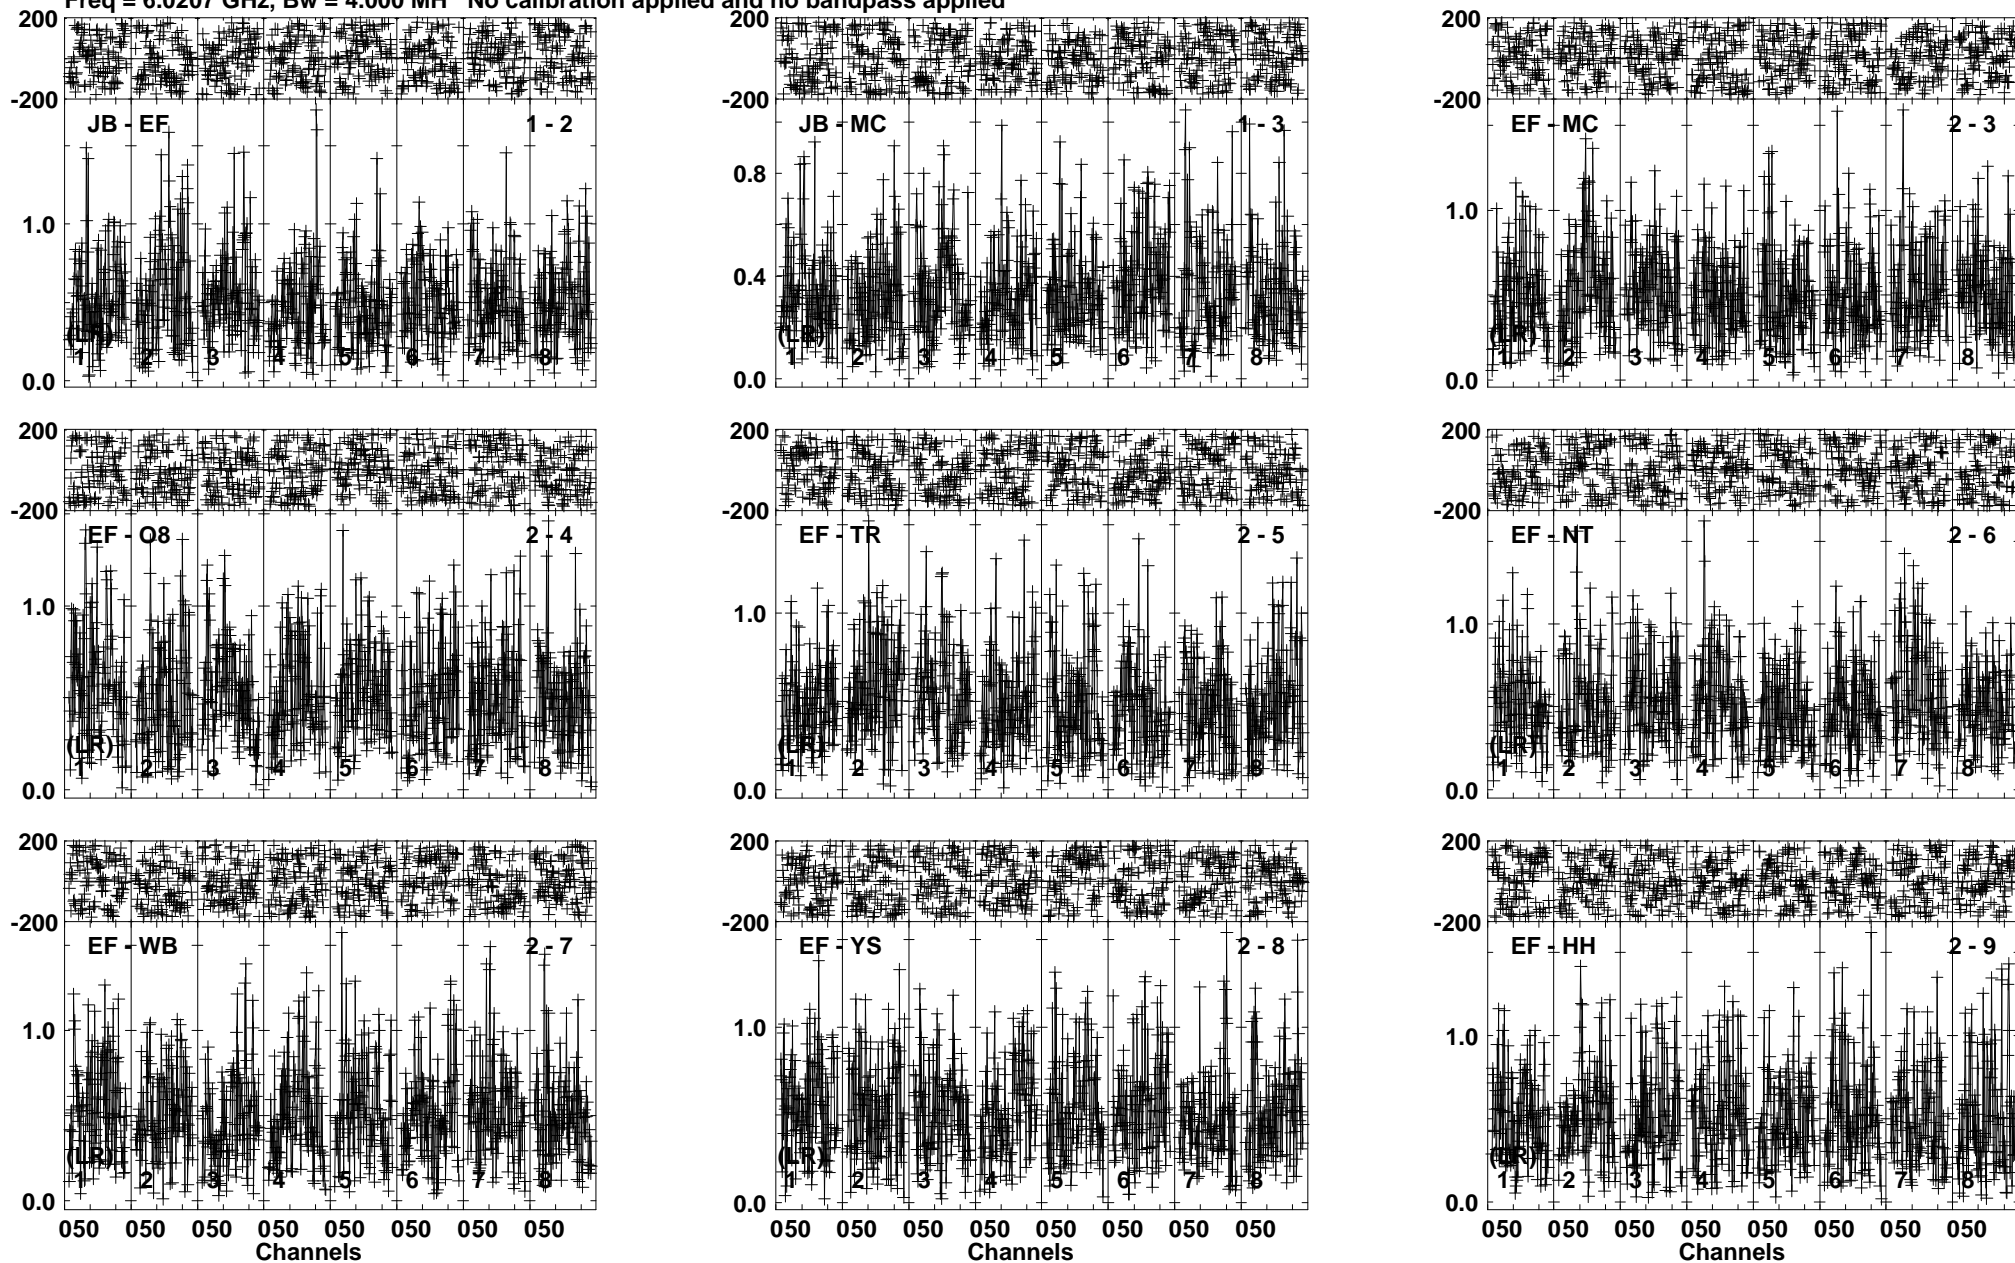 Freq = 6.0207 GHz, Bw = 4.000 MH No calibration applied and no bandpass applied
200 200 200
-200 -200 -200
JB - EF 1 - 2 JB - MC 1 - 3 EF - MC 2 - 3
0.8
1.0 1.0
0.4
(LR) (LR) (LR)
1 2 3 4 5 6 7 8 1 2 3 4 5 6 7 8 1 2 3 4 5 6 7 8
0.0 0.0 0.0
200 200 200
-200 -200 -200
EF - O8 2 - 4 EF - TR 2 - 5 EF - NT 2 - 6
1.0 1.0 1.0
(LR) (LR) (LR)
1 2 3 4 5 6 7 8 1 2 3 4 5 6 7 8 1 2 3 4 5 6 7 8
0.0 0.0 0.0
200 200 200
-200 -200 -200
EF - WB 2 - 7 EF - YS 2 - 8 EF - HH 2 - 9
1.0 1.0 1.0
(LR) (LR) (LR)
1 2 3 4 5 6 7 8 1 2 3 4 5 6 7 8 1 2 3 4 5 6 7 8
0.0 0.0 0.0
050 050 050 050 050 050 050 050 050 050 050 050 050 050 050 050 050 050 050 050 050 050 050 050
Channels Channels Channels